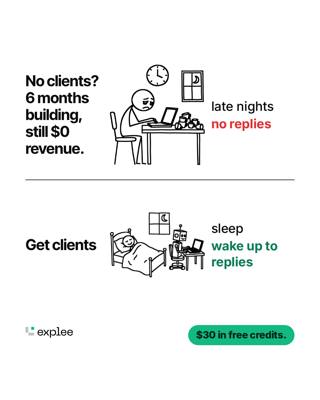 No clients?
6 months
building,
still $0
revenue.
late nights
no replies
Get clients
sleep
wake up to
replies
explee
$30 in free credits.